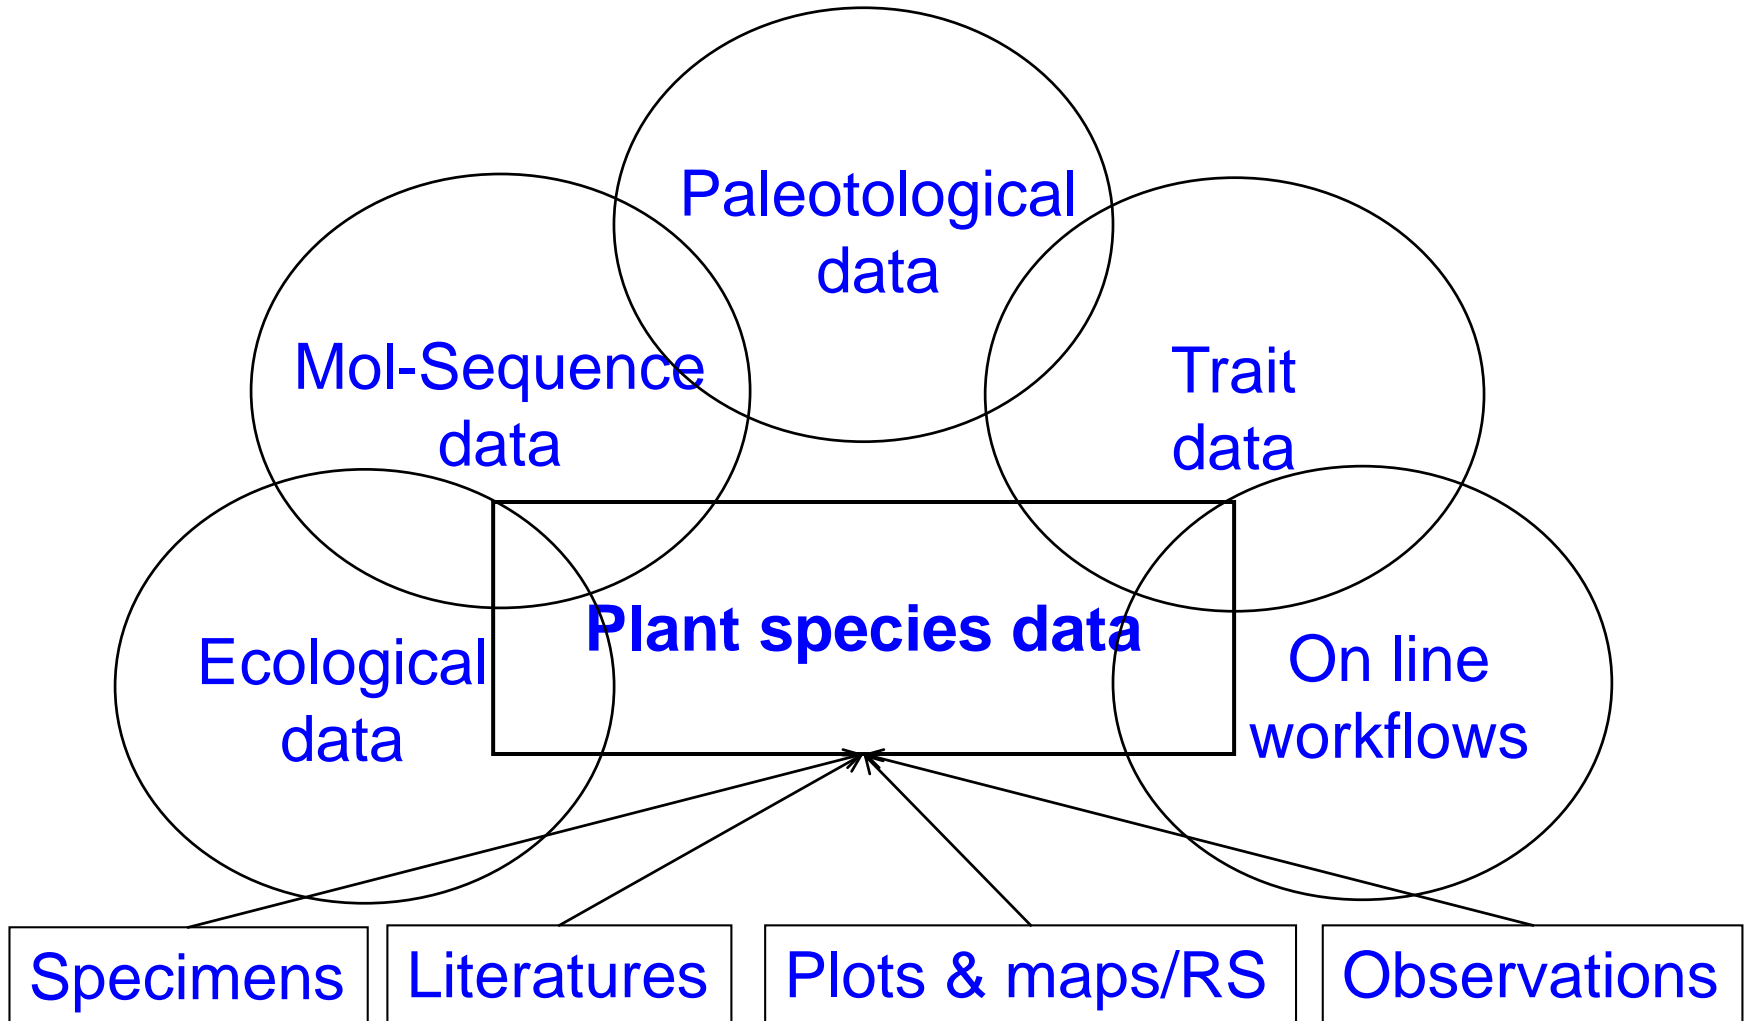 Paleotological
data
Mol-Sequence
data
Trait
data
Plant species data
Ecological
data
On line
workflows
Specimens
Literatures
Plots & maps/RS
Observations